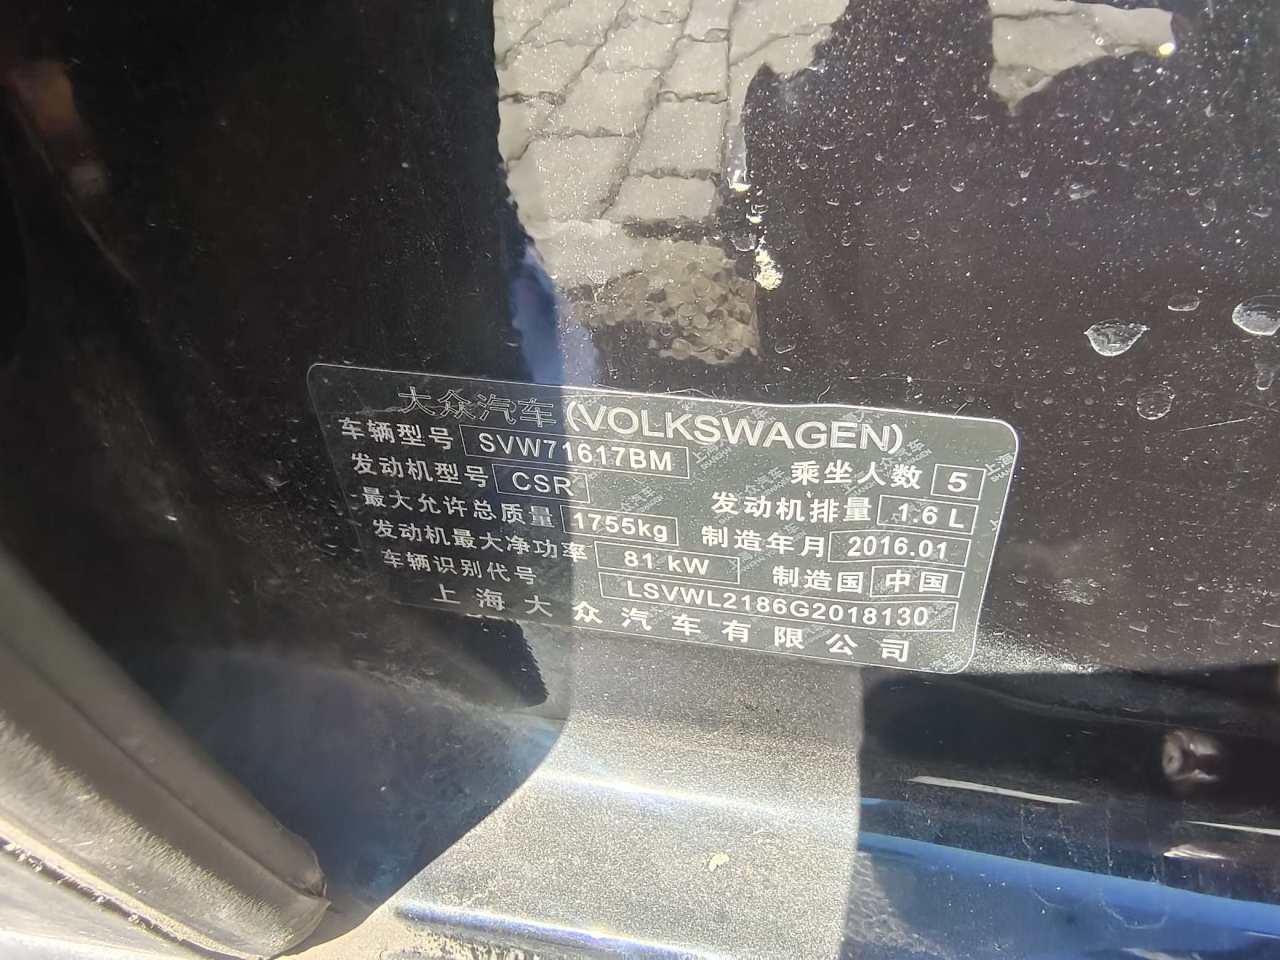 大众汽车 (VOLKSWAGEN)
车辆型号 SVW71617BM 乘坐人数 5
发动机型号 CSR 发动机排量 1.6 L
最大允许总质量 1755kg 制造年月 2016.01
发动机最大净功率 81 kW 制造国 中国
车辆识别代号 LSVWL2186G2018130
上海大众汽车有限公司